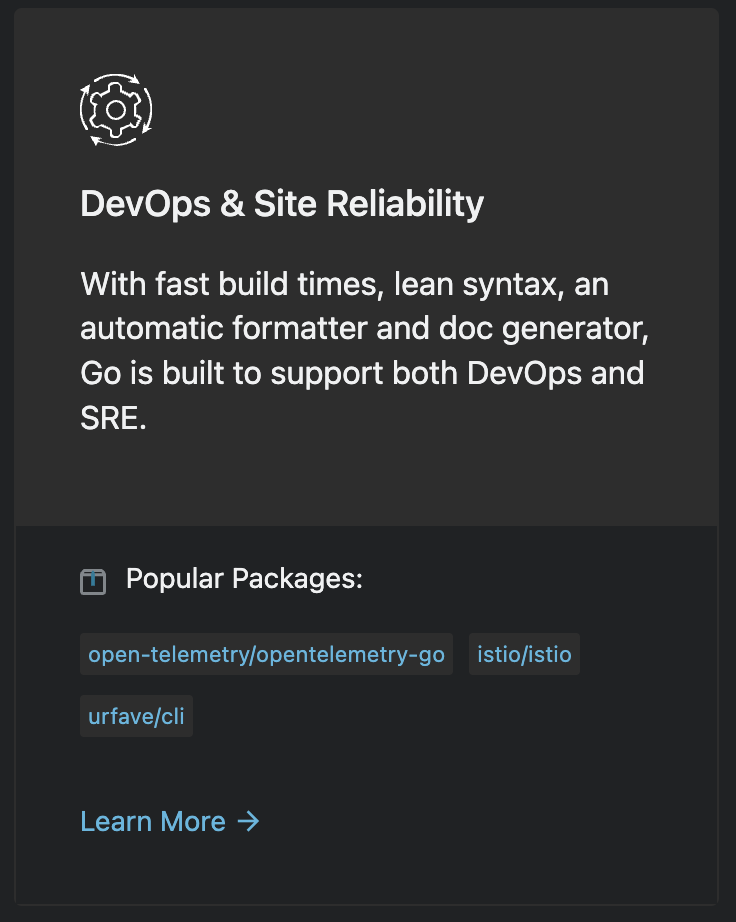 DevOps & Site Reliability
With fast build times, lean syntax, an
automatic formatter and doc generator,
Go is built to support both DevOps and
SRE.
Popular Packages:
open-telemetry/opentelemetry-go istio/istio
urfave/cli
Learn More →